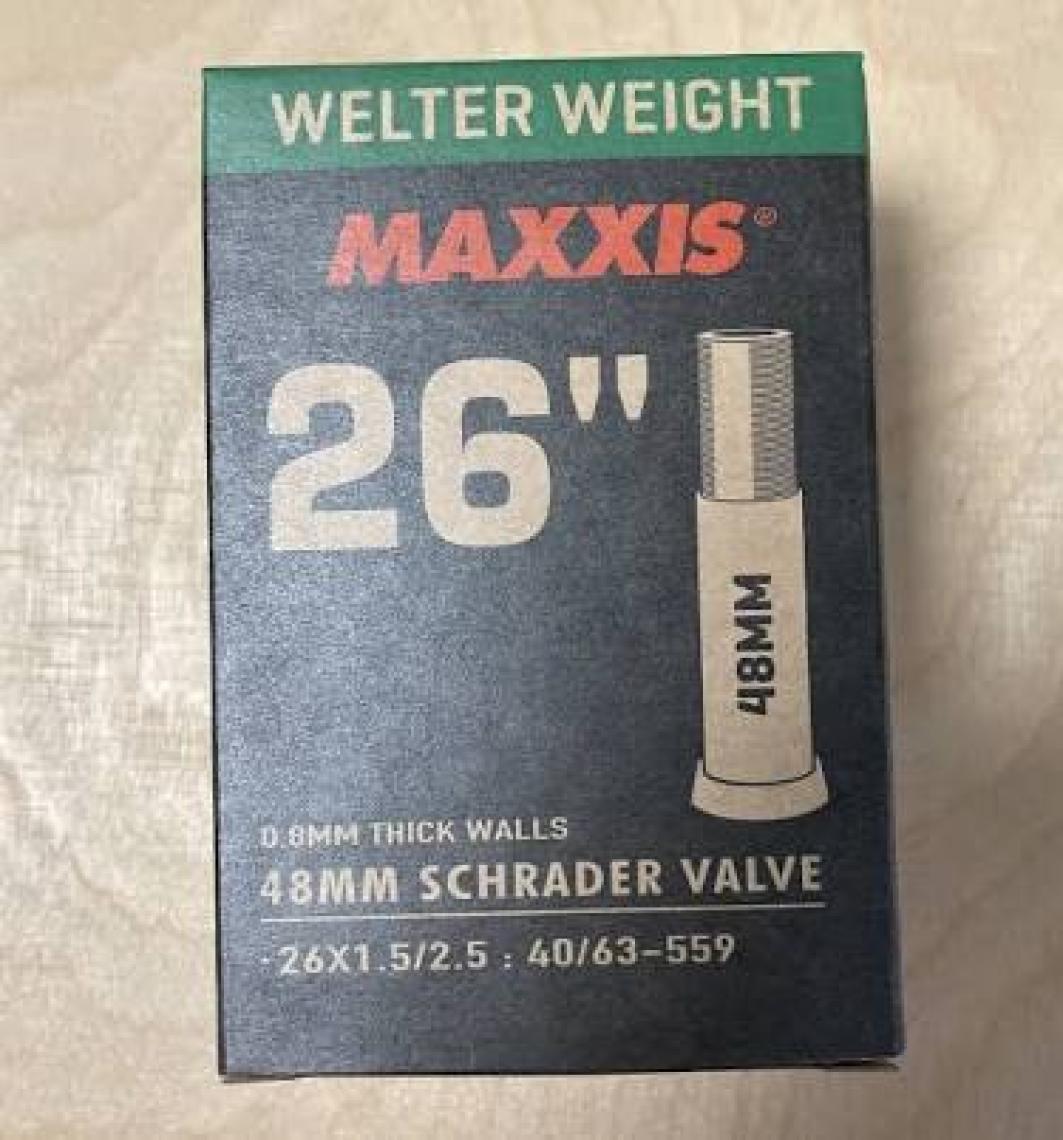 WELTER WEIGHT
MAXXIS®
26"
48MM
0.8MM THICK WALLS
48MM SCHRADER VALVE
·26X1.5/2.5 : 40/63-559